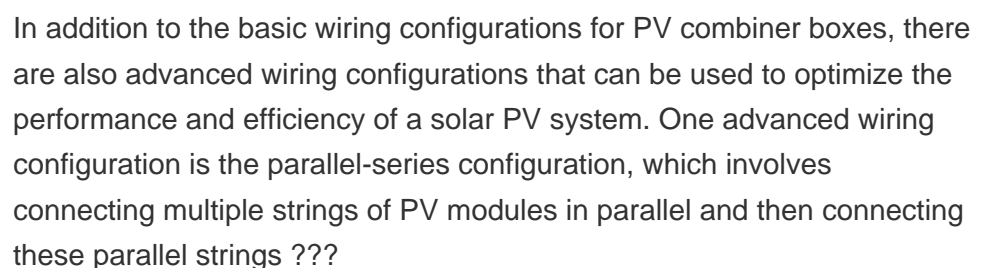 In addition to the basic wiring configurations for PV combiner boxes, there
are also advanced wiring configurations that can be used to optimize the
performance and efficiency of a solar PV system. One advanced wiring
configuration is the parallel-series configuration, which involves
connecting multiple strings of PV modules in parallel and then connecting
these parallel strings ???